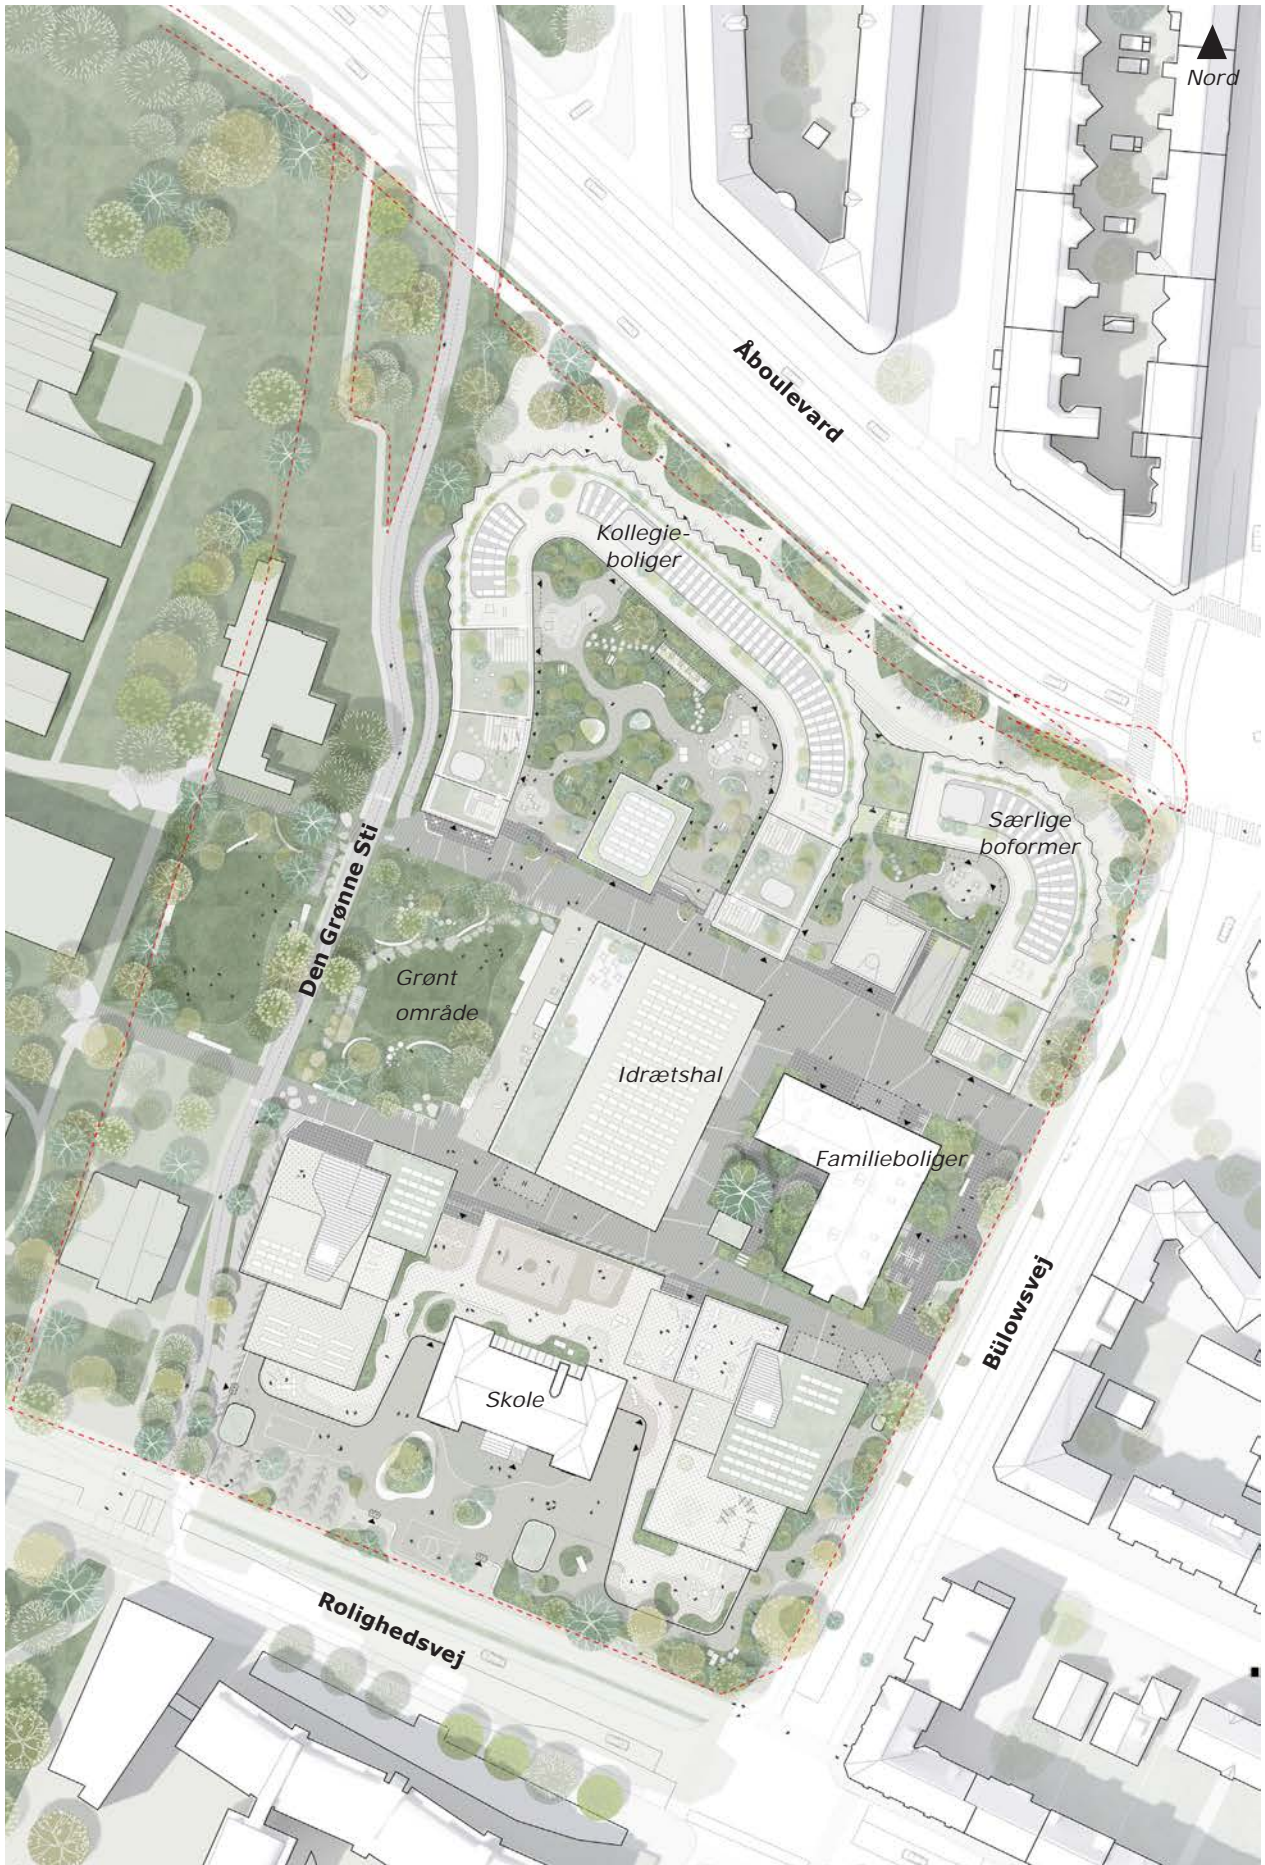 Nord
Åboulevard
Kollegie-
boliger
Særlige
boformer
Den Grønne Sti
Grønt
område
Idrætshal
Familieboliger
Bülowsvej
Skole
Rolighedsvej